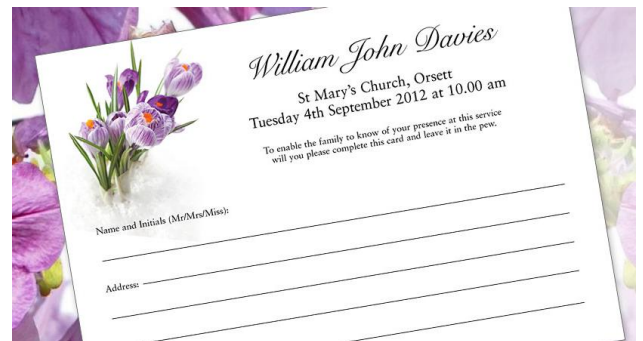 William John Davies
St Mary's Church, Orsett
Tuesday 4th September 2012 at 10.00 am
To enable the family to know of your presence at this service
will you please complete this card and leave it in the pew.
Name and Initials (Mr/Mrs/Miss):
Address: